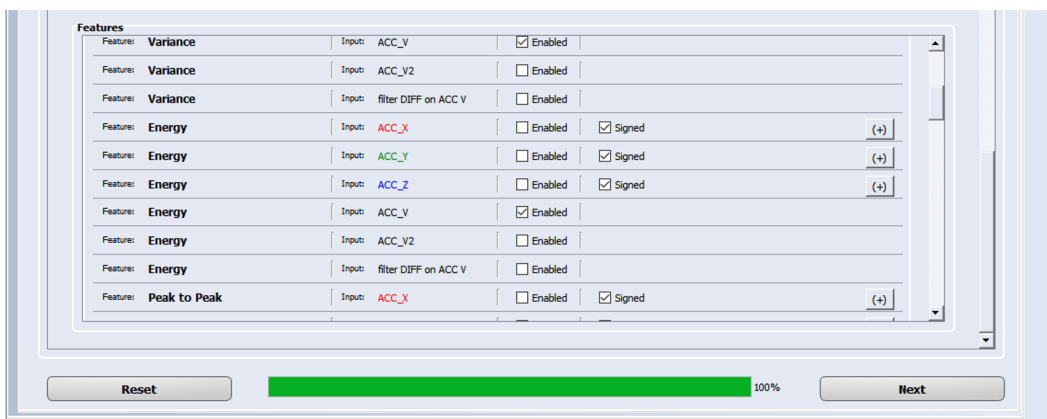 Features
Feature: Variance Input: ACC_V Enabled
Feature: Variance Input: ACC_V2 Enabled
Feature: Variance Input: filter DIFF on ACC V Enabled
Feature: Energy Input: ACC_X Enabled Signed (+)
Feature: Energy Input: ACC_Y Enabled Signed (+)
Feature: Energy Input: ACC_Z Enabled Signed (+)
Feature: Energy Input: ACC_V Enabled
Feature: Energy Input: ACC_V2 Enabled
Feature: Energy Input: filter DIFF on ACC V Enabled
Feature: Peak to Peak Input: ACC_X Enabled Signed (+)
Reset 100% Next